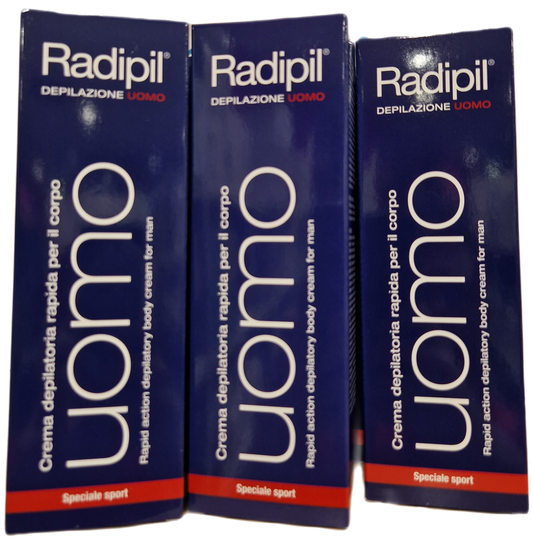 Radipil®
DEPILAZIONE UOMO
Crema depilatoria rapida per il corpo
uomo
Rapid action depilatory body cream for man
Speciale sport
Radipil®
DEPILAZIONE UOMO
Crema depilatoria rapida per il corpo
uomo
Rapid action depilatory body cream for man
Speciale sport
Radipil®
DEPILAZIONE UOMO
Crema depilatoria rapida per il corpo
uomo
Rapid action depilatory body cream for man
Speciale sport